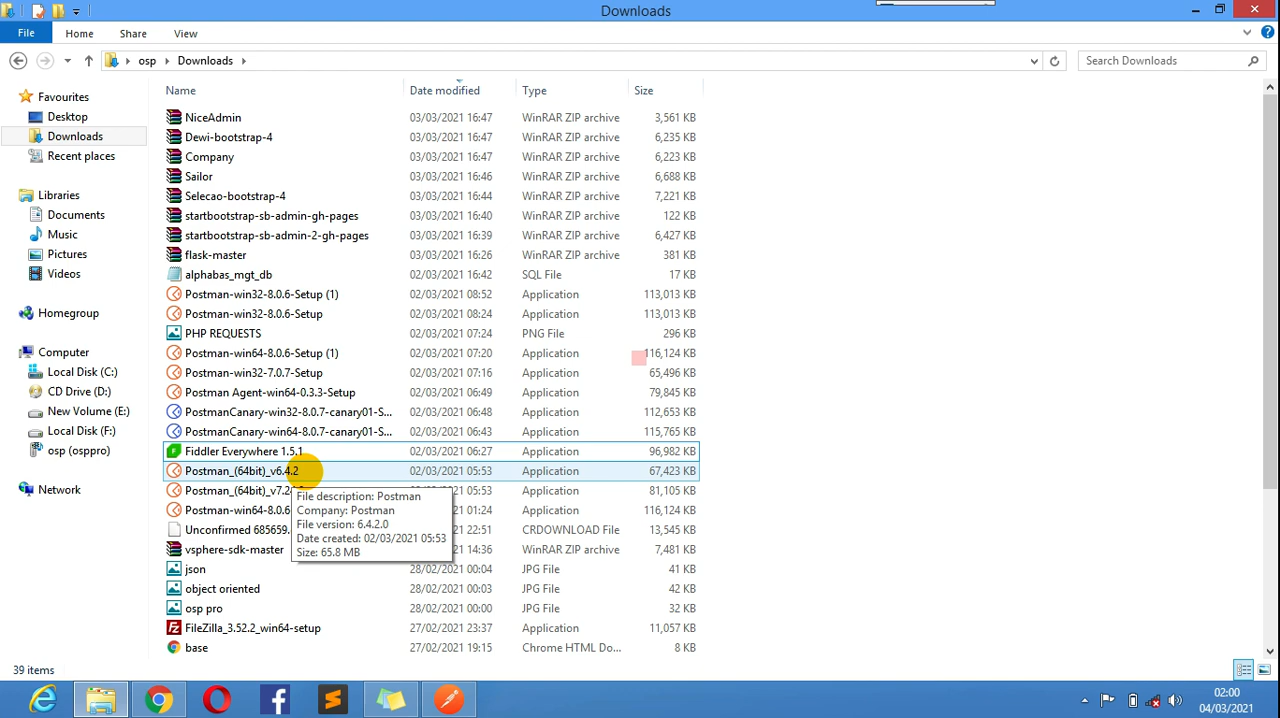 Downloads
File Home Share View
osp Downloads Search Downloads
Name Date modified Type Size
Favourites
Desktop
Downloads
Recent places
Libraries
Documents
Music
Pictures
Videos
Homegroup
Computer
Local Disk (C:)
CD Drive (D:)
New Volume (E:)
Local Disk (F:)
osp (osppro)
Network
NiceAdmin 03/03/2021 16:47 WinRAR ZIP archive 3,561 KB
Dewi-bootstrap-4 03/03/2021 16:47 WinRAR ZIP archive 6,235 KB
Company 03/03/2021 16:47 WinRAR ZIP archive 6,223 KB
Sailor 03/03/2021 16:46 WinRAR ZIP archive 6,688 KB
Selecao-bootstrap-4 03/03/2021 16:44 WinRAR ZIP archive 7,221 KB
startbootstrap-sb-admin-gh-pages 03/03/2021 16:40 WinRAR ZIP archive 122 KB
startbootstrap-sb-admin-2-gh-pages 03/03/2021 16:39 WinRAR ZIP archive 6,427 KB
flask-master 03/03/2021 16:26 WinRAR ZIP archive 381 KB
alphabas_mgt_db 02/03/2021 16:42 SQL File 17 KB
Postman-win32-8.0.6-Setup (1) 02/03/2021 08:52 Application 113,013 KB
Postman-win32-8.0.6-Setup 02/03/2021 08:24 Application 113,013 KB
PHP REQUESTS 02/03/2021 07:24 PNG File 296 KB
Postman-win64-8.0.6-Setup (1) 02/03/2021 07:20 Application 116,124 KB
Postman-win32-7.0.7-Setup 02/03/2021 07:16 Application 65,496 KB
Postman Agent-win64-0.3.3-Setup 02/03/2021 06:49 Application 79,845 KB
PostmanCanary-win32-8.0.7-canary01-S... 02/03/2021 06:48 Application 112,653 KB
PostmanCanary-win64-8.0.7-canary01-S... 02/03/2021 06:43 Application 115,765 KB
Fiddler Everywhere 1.5.1 02/03/2021 06:27 Application 96,982 KB
Postman_(64bit)_v6.4.2 02/03/2021 05:53 Application 67,423 KB
Postman_(64bit)_v7.2 02/03/2021 05:53 Application 81,105 KB
Postman-win64-8.0.6 02/03/2021 01:24 Application 116,124 KB
Unconfirmed 685659. 22:51 CRDOWNLOAD File 13,545 KB
vsphere-sdk-master 14:36 WinRAR ZIP archive 7,481 KB
json 28/02/2021 00:04 JPG File 41 KB
object oriented 28/02/2021 00:03 JPG File 42 KB
osp pro 28/02/2021 00:00 JPG File 32 KB
FileZilla_3.52.2_win64-setup 27/02/2021 23:37 Application 11,057 KB
base 27/02/2021 19:15 Chrome HTML Do... 8 KB
File description: Postman
Company: Postman
File version: 6.4.2.0
Date created: 02/03/2021 05:53
Size: 65.8 MB
39 items
02:00
04/03/2021